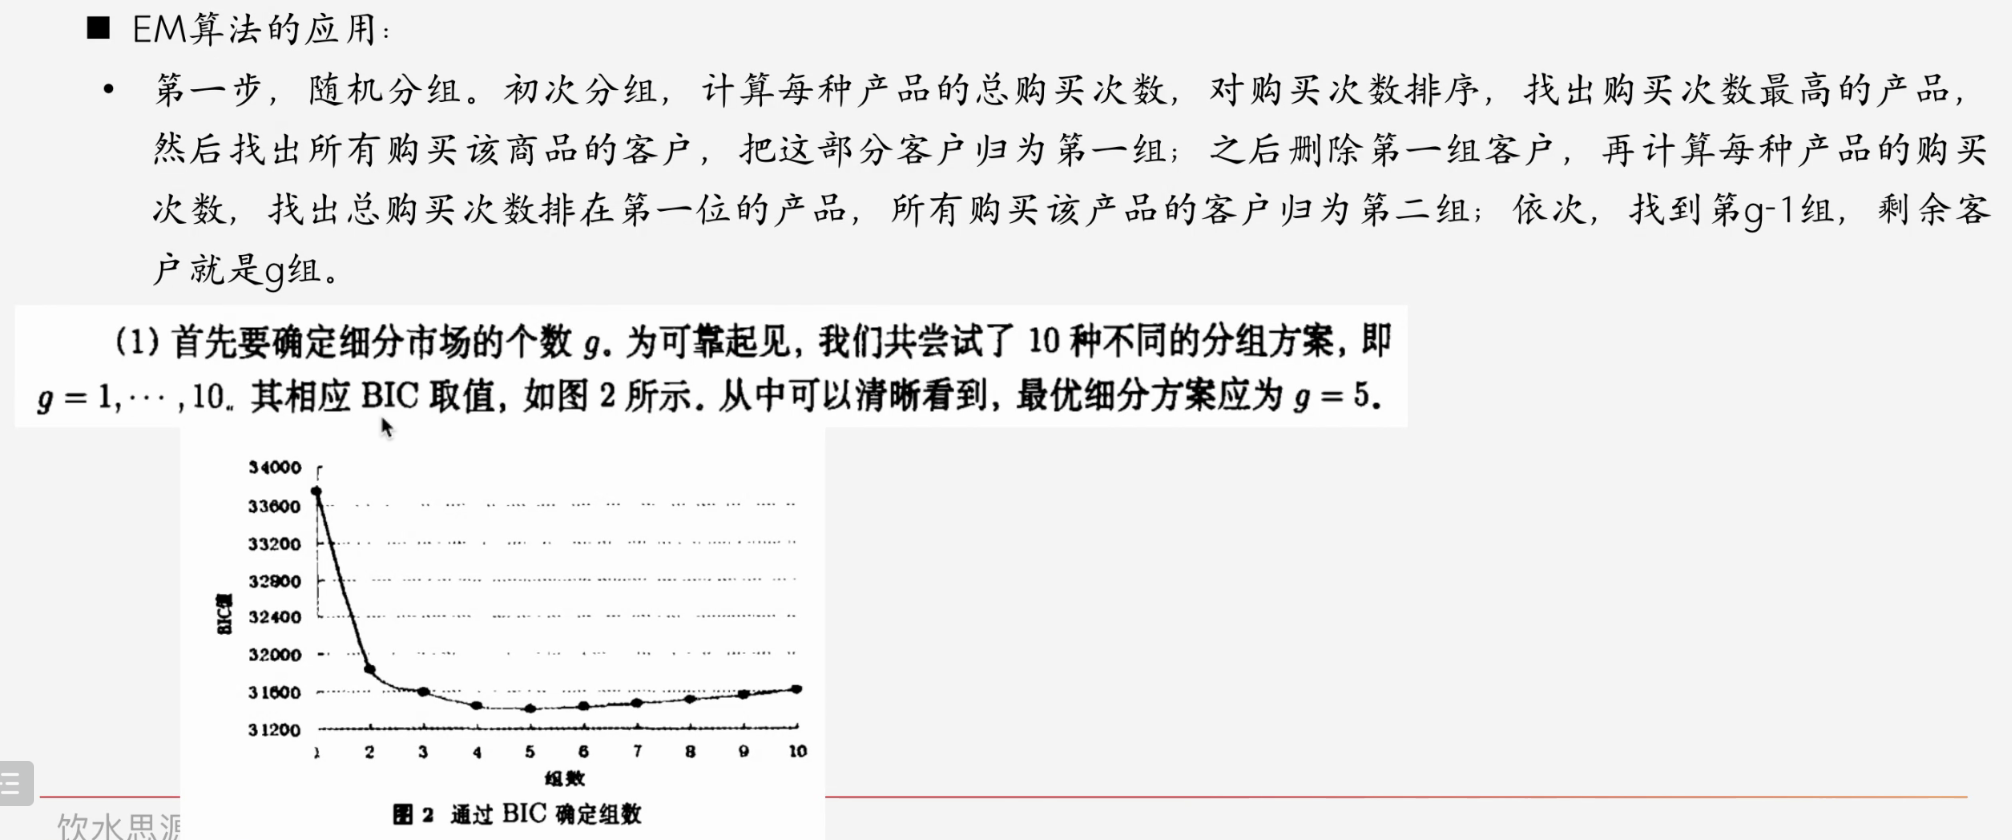 ■ EM算法的应用：
• 第一步，随机分组。初次分组，计算每种产品的总购买次数，对购买次数排序，找出购买次数最高的产品，
然后找出所有购买该商品的客户，把这部分客户归为第一组；之后删除第一组客户，再计算每种产品的购买
次数，找出总购买次数排在第一位的产品，所有购买该产品的客户归为第二组；依次，找到第g-1组，剩余客
户就是g组。
(1) 首先要确定细分市场的个数 g. 为可靠起见, 我们共尝试了 10 种不同的分组方案, 即
g = 1, ⋯ , 10. 其相应 BIC 取值, 如图 2 所示. 从中可以清晰看到, 最优细分方案应为 g = 5.
34000
33600
33200
32800
32400
32000
31600
31200
BIC值
1 2 3 4 5 6 7 8 9 10
组数
图 2 通过 BIC 确定组数
饮水思源